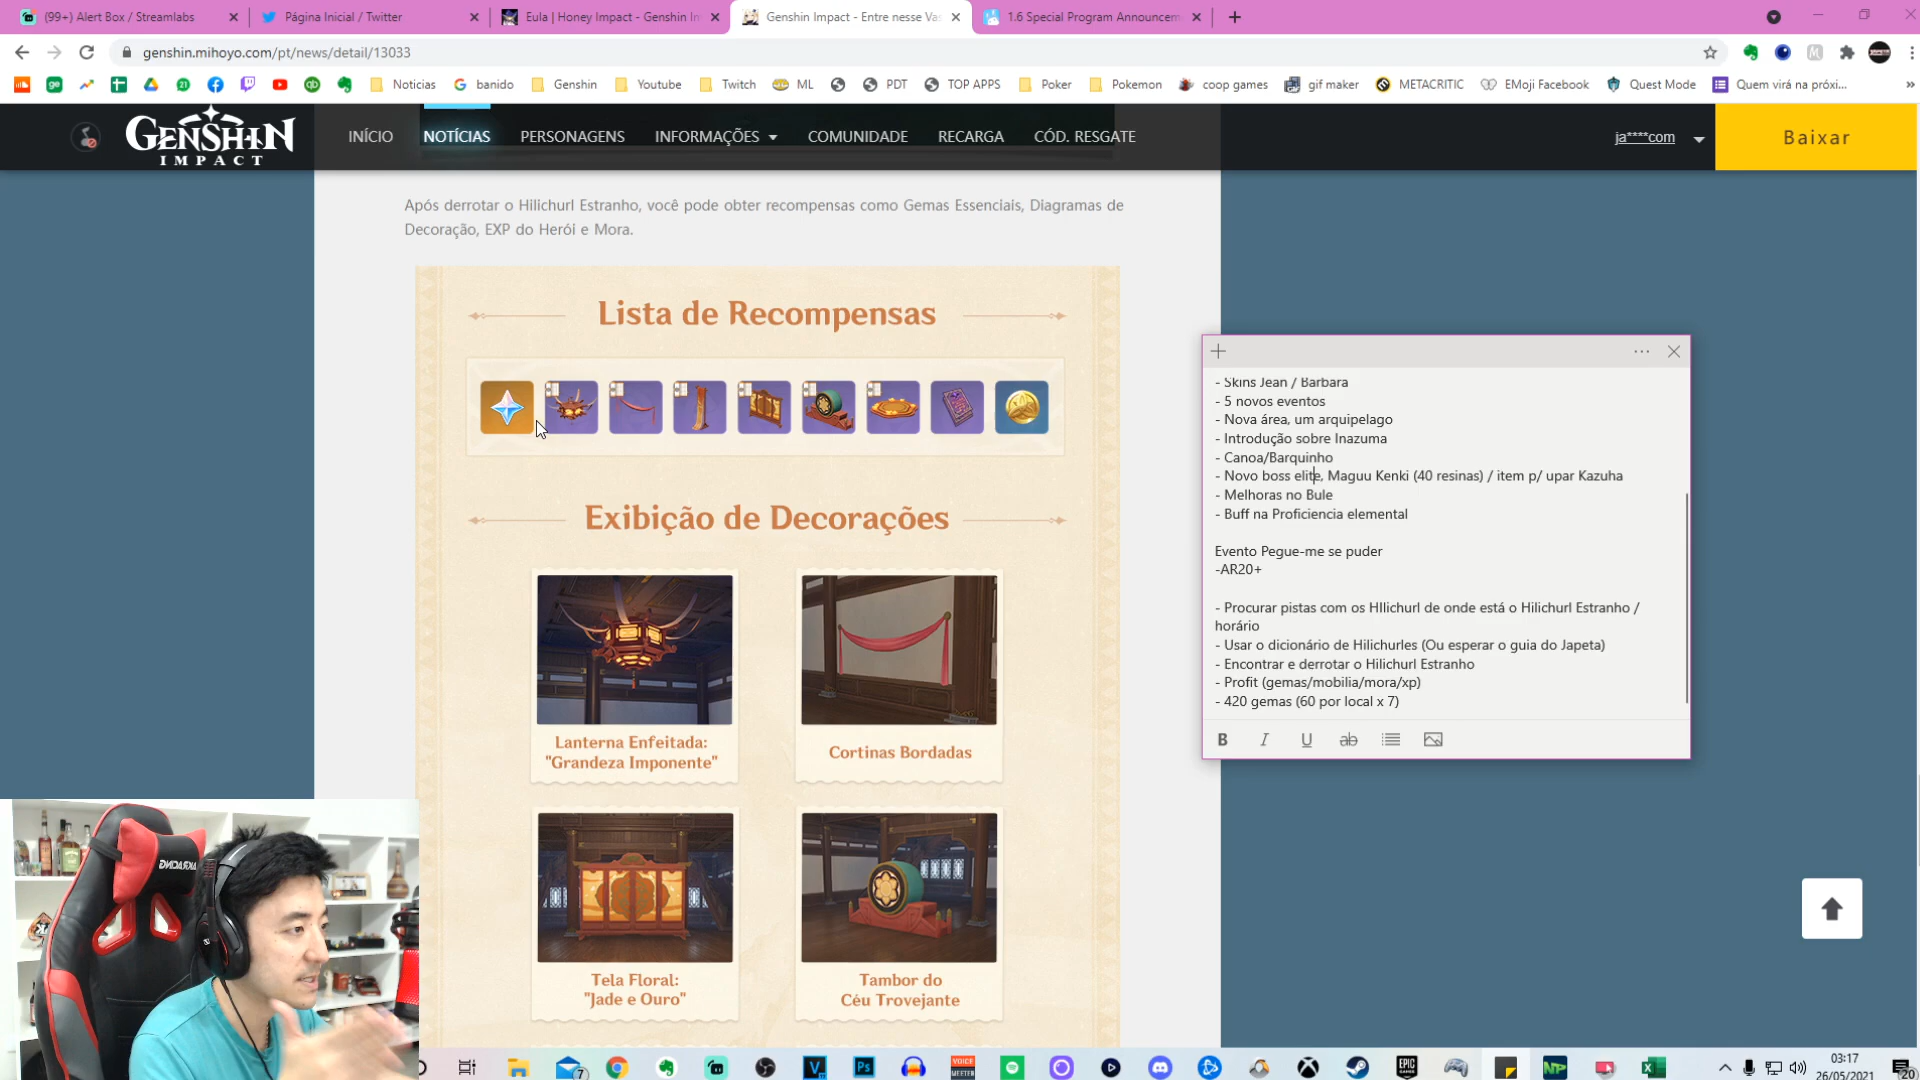 (99+) Alert Box / Streamlabs
Página Inicial / Twitter
Eula | Honey Impact - Genshin Im
Genshin Impact - Entre nesse Va
1.6 Special Program Announcem
genshin.mihoyo.com/pt/news/detail/13033
Noticias
banido
Genshin
Youtube
Twitch
ML
PDT
TOP APPS
Poker
Pokemon
coop games
gif maker
METACRITIC
EMoji Facebook
Quest Mode
Quem virá na próxi...
GENSHIN
IMPACT
INÍCIO
NOTÍCIAS
PERSONAGENS
INFORMAÇÕES
COMUNIDADE
RECARGA
CÓD. RESGATE
ja****com
Baixar
Após derrotar o Hilichurl Estranho, você pode obter recompensas como Gemas Essenciais, Diagramas de
Decoração, EXP do Herói e Mora.
Lista de Recompensas
Exibição de Decorações
Lanterna Enfeitada:
"Grandeza Imponente"
Cortinas Bordadas
Tela Floral:
"Jade e Ouro"
Tambor do
Céu Trovejante
- Skins Jean / Barbara
- 5 novos eventos
- Nova área, um arquipelago
- Introdução sobre Inazuma
- Canoa/Barquinho
- Novo boss elite, Maguu Kenki (40 resinas) / item p/ upar Kazuha
- Melhoras no Bule
- Buff na Proficiencia elemental
Evento Pegue-me se puder
-AR20+
- Procurar pistas com os HIlichurl de onde está o Hilichurl Estranho /
horário
- Usar o dicionário de Hilichurles (Ou esperar o guia do Japeta)
- Encontrar e derrotar o Hilichurl Estranho
- Profit (gemas/mobilia/mora/xp)
- 420 gemas (60 por local x 7)
B I U ab
AKRACING
7
VOICE
MEETER
EPIC
NP
03:17
26/05/2021
20